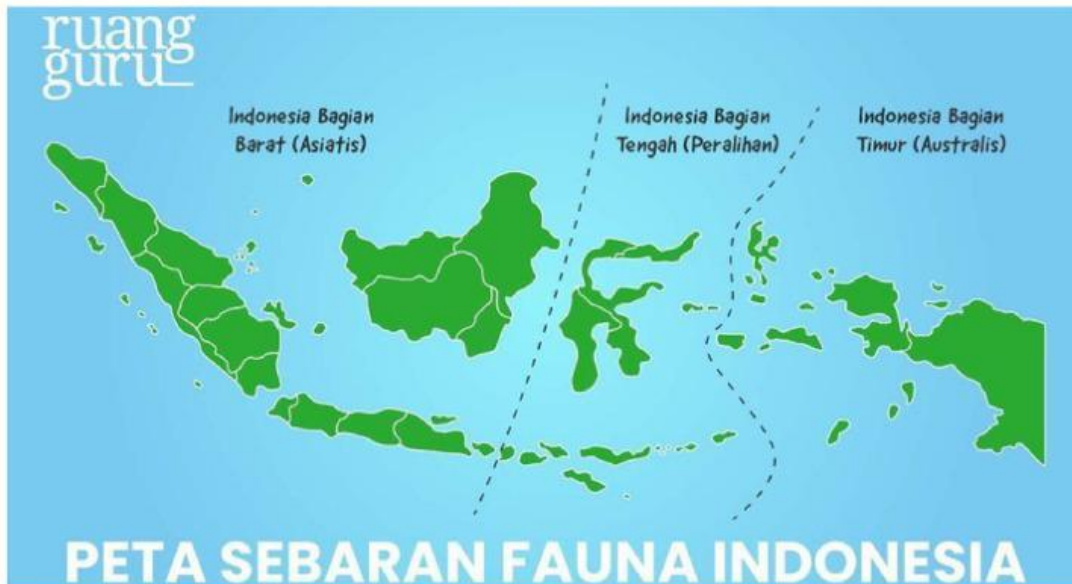 ruang
guru
Indonesia Bagian
Barat (Asiatis)
Indonesia Bagian
Tengah (Peralihan)
Indonesia Bagian
Timur (Australis)
PETA SEBARAN FAUNA INDONESIA